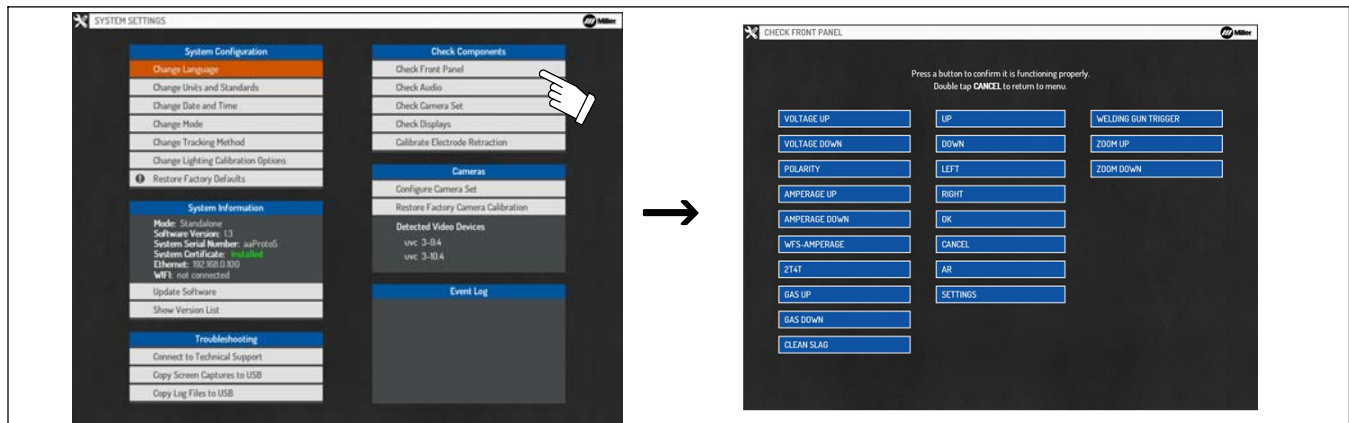 SYSTEM SETTINGS
Miller
System Configuration
Change Language
Change Units and Standards
Change Date and Time
Change Mode
Change Tracking Method
Change Lighting Calibration Options
Restore Factory Defaults
System Information
Mode: Standalone
Software Version: 1.3
System Serial Number: aaProto5
System Certificate: Installed
Ethernet: 192.168.0.100
WIFI: not connected
Update Software
Show Version List
Troubleshooting
Connect to Technical Support
Copy Screen Captures to USB
Copy Log Files to USB
Check Components
Check Front Panel
Check Audio
Check Camera Set
Check Displays
Calibrate Electrode Retraction
Cameras
Configure Camera Set
Restore Factory Camera Calibration
Detected Video Devices
uvc 3-9.4
uvc 3-10.4
Event Log
CHECK FRONT PANEL
Miller
Press a button to confirm it is functioning properly.
Double tap CANCEL to return to menu.
VOLTAGE UP
VOLTAGE DOWN
POLARITY
AMPERAGE UP
AMPERAGE DOWN
WFS-AMPERAGE
2T4T
GAS UP
GAS DOWN
CLEAN SLAG
UP
DOWN
LEFT
RIGHT
OK
CANCEL
AR
SETTINGS
WELDING GUN TRIGGER
ZOOM UP
ZOOM DOWN